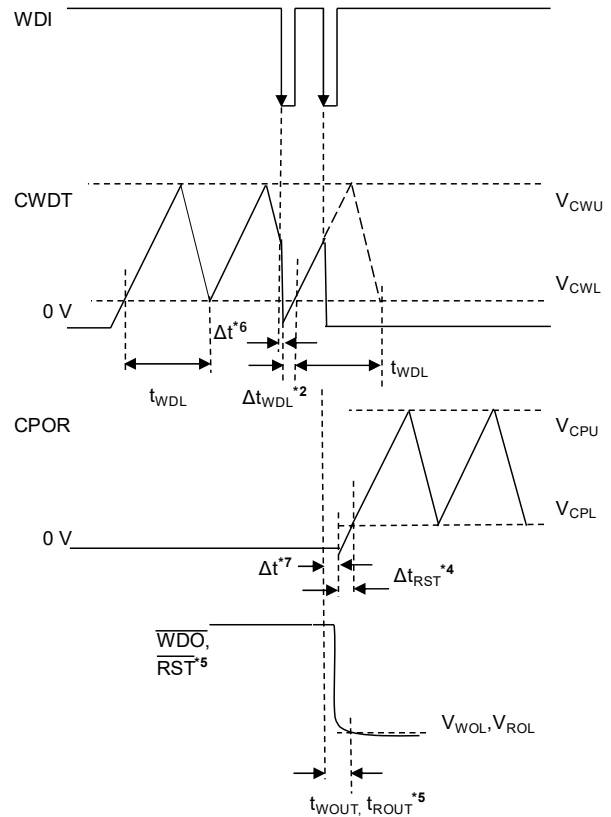 WDI
CWDT
V_CWU
V_CWL
0 V
Δt*6
t_WDL
Δt_WDL*2
t_WDL
CPOR
V_CPU
V_CPL
0 V
Δt*7
Δt_RST*4
WDO,
RST*5
V_WOL, V_ROL
t_WOUT, t_ROUT*5